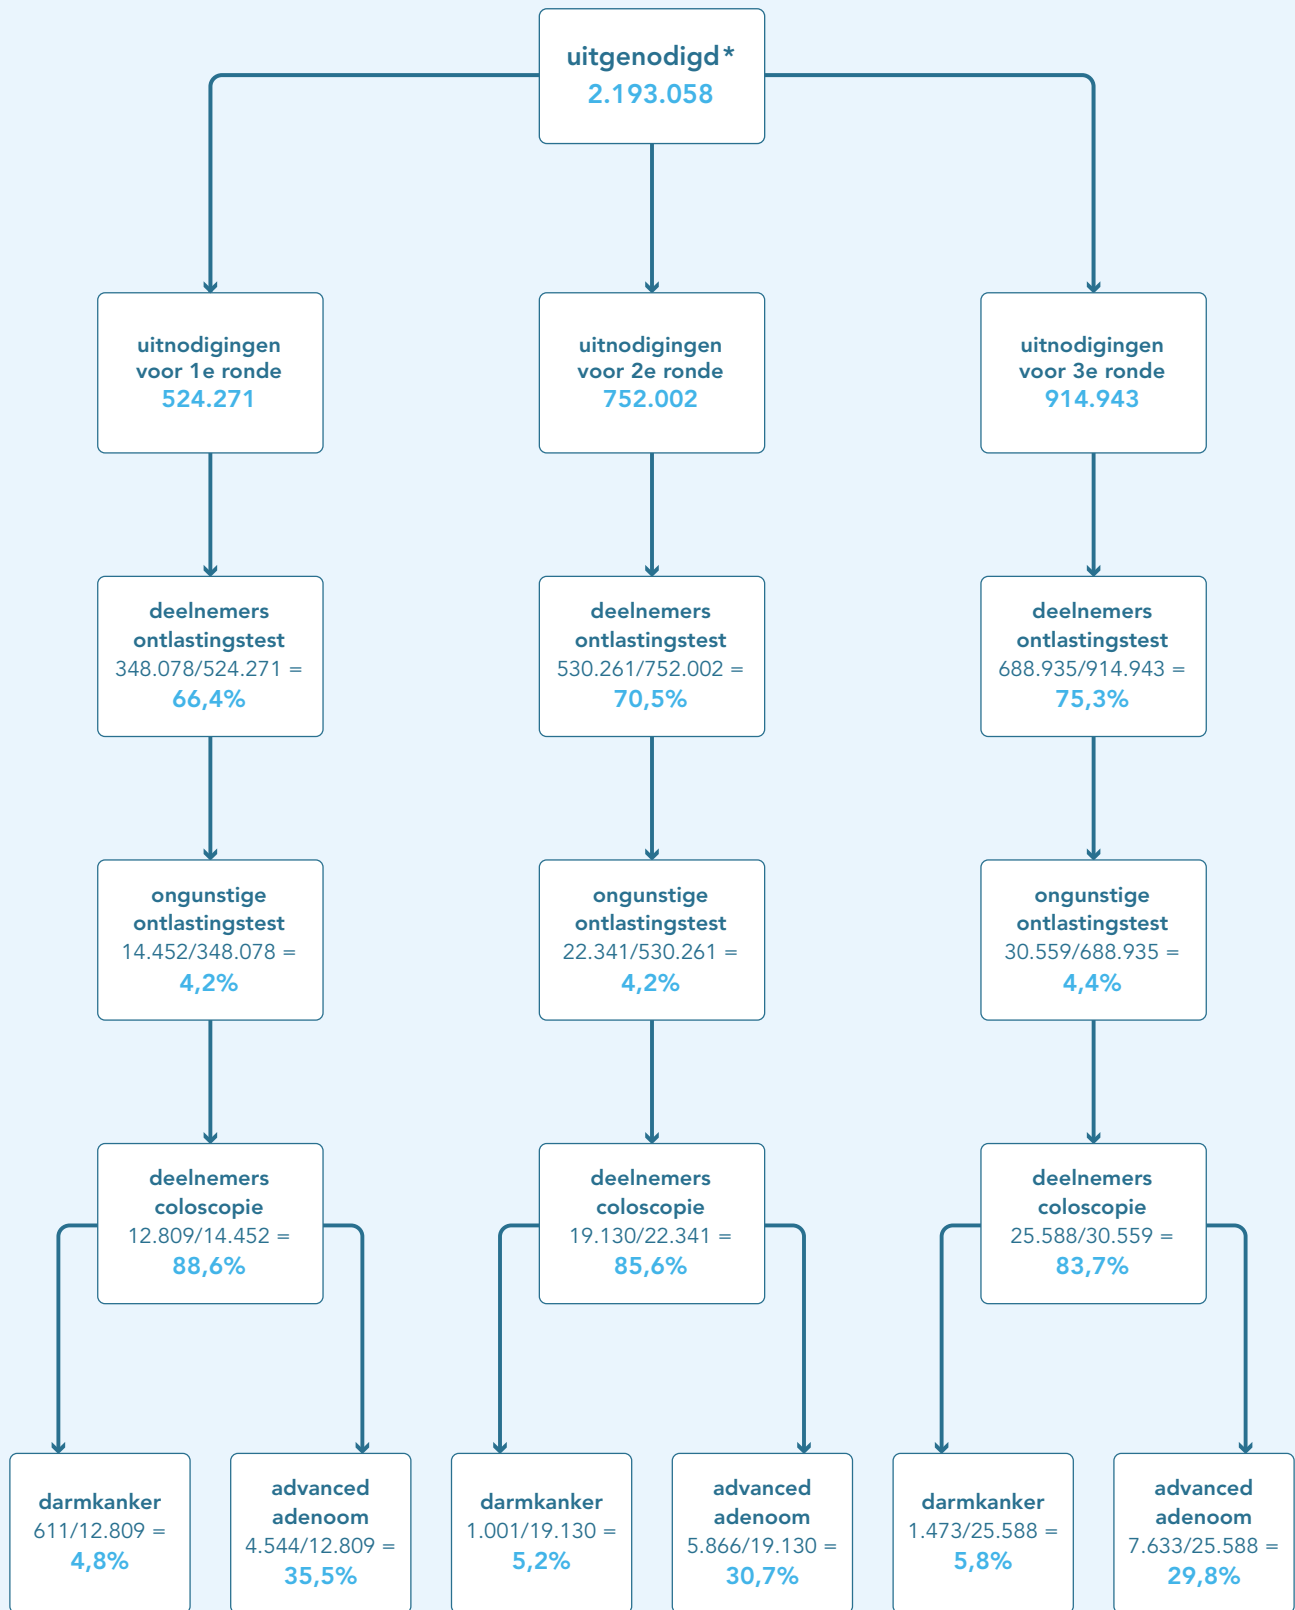 uitgenodigd*
2.193.058
uitnodigingen
voor 1e ronde
524.271
uitnodigingen
voor 2e ronde
752.002
uitnodigingen
voor 3e ronde
914.943
deelnemers
ontlastingstest
348.078/524.271 =
66,4%
deelnemers
ontlastingstest
530.261/752.002 =
70,5%
deelnemers
ontlastingstest
688.935/914.943 =
75,3%
ongunstige
ontlastingstest
14.452/348.078 =
4,2%
ongunstige
ontlastingstest
22.341/530.261 =
4,2%
ongunstige
ontlastingstest
30.559/688.935 =
4,4%
deelnemers
coloscopie
12.809/14.452 =
88,6%
deelnemers
coloscopie
19.130/22.341 =
85,6%
deelnemers
coloscopie
25.588/30.559 =
83,7%
darmkanker
611/12.809 =
4,8%
advanced
adenoom
4.544/12.809 =
35,5%
darmkanker
1.001/19.130 =
5,2%
advanced
adenoom
5.866/19.130 =
30,7%
darmkanker
1.473/25.588 =
5,8%
advanced
adenoom
7.633/25.588 =
29,8%